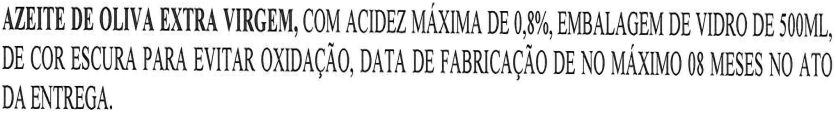 AZEITE DE OLIVA EXTRA VIRGEM, COM ACIDEZ MÁXIMA DE 0,8%, EMBALAGEM DE VIDRO DE 500ML,
DE COR ESCURA PARA EVITAR OXIDAÇÃO, DATA DE FABRICAÇÃO DE NO MÁXIMO 08 MESES NO ATO
DA ENTREGA.